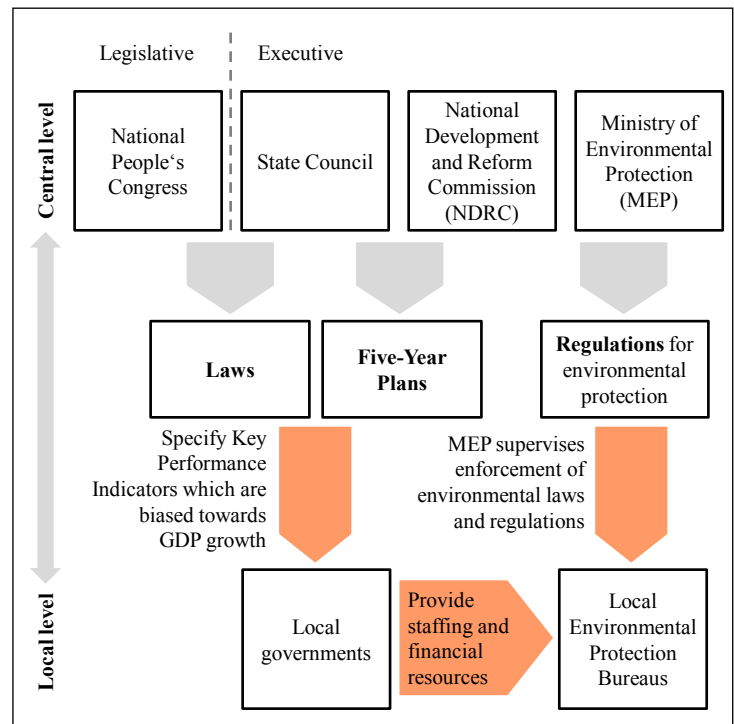 Legislative
Executive
Central level
National
People‘s
Congress
State Council
National
Development
and Reform
Commission
(NDRC)
Ministry of
Environmental
Protection
(MEP)
Laws
Five-Year
Plans
Regulations for
environmental
protection
Specify Key
Performance
Indicators which are
biased towards
GDP growth
MEP supervises
enforcement of
environmental laws
and regulations
Local level
Local
governments
Provide
staffing and
financial
resources
Local
Environmental
Protection
Bureaus